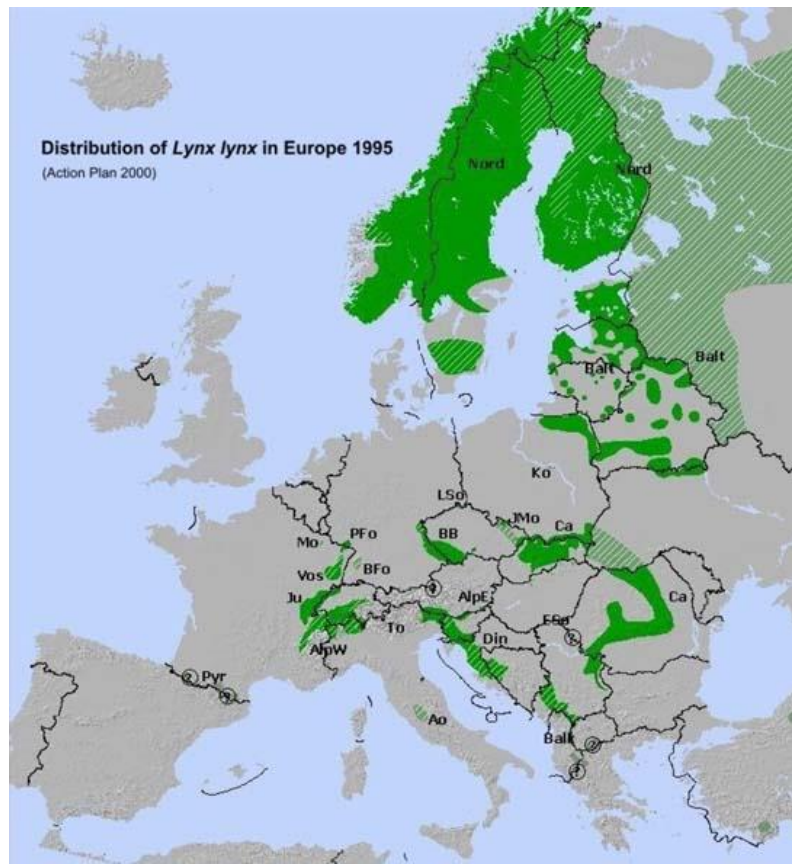 Distribution of Lynx lynx in Europe 1995
(Action Plan 2000)
Nord
Nord
Balt
Balt
Ko
LSo
JMo
Ca
Mo
PFo
BB
BFo
Vos
Ju
AlpE
Ca
To
Din
AlpW
Pyr
Ao
Balk
?
?